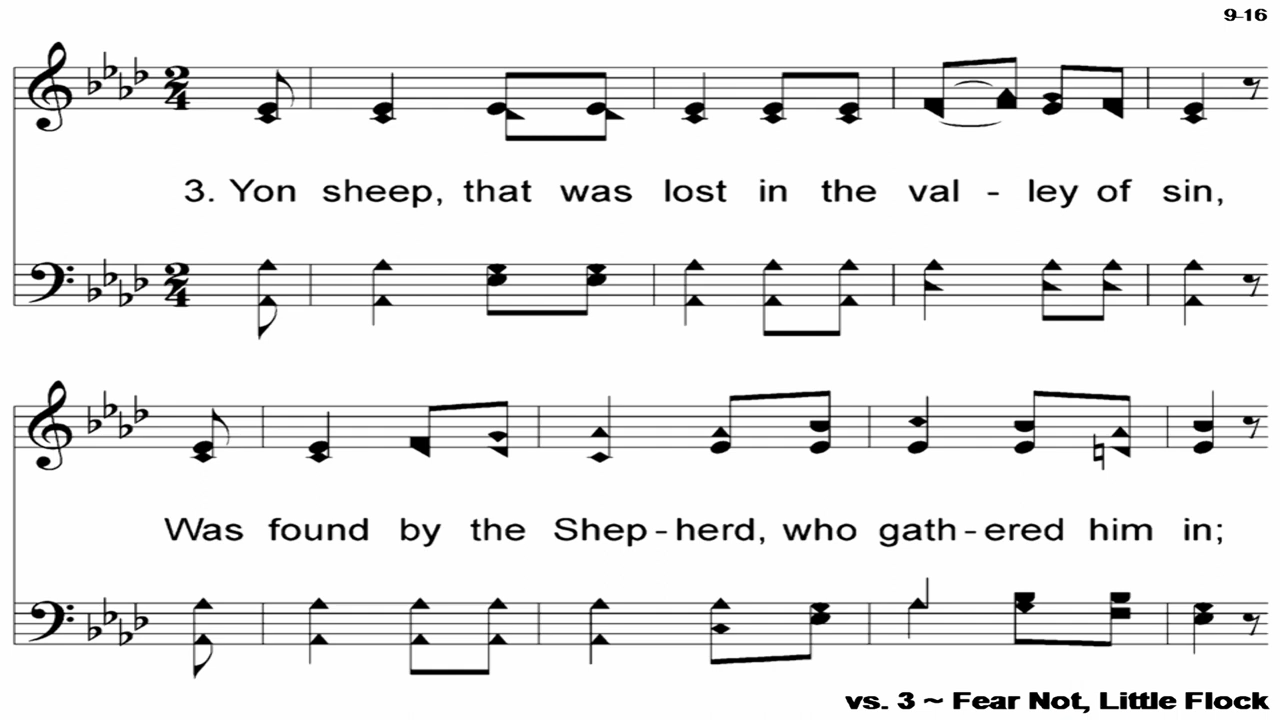 9-16
3. Yon sheep, that was lost in the val - ley of sin,
Was found by the Shep - herd, who gath - ered him in;
vs. 3 ~ Fear Not, Little Flock